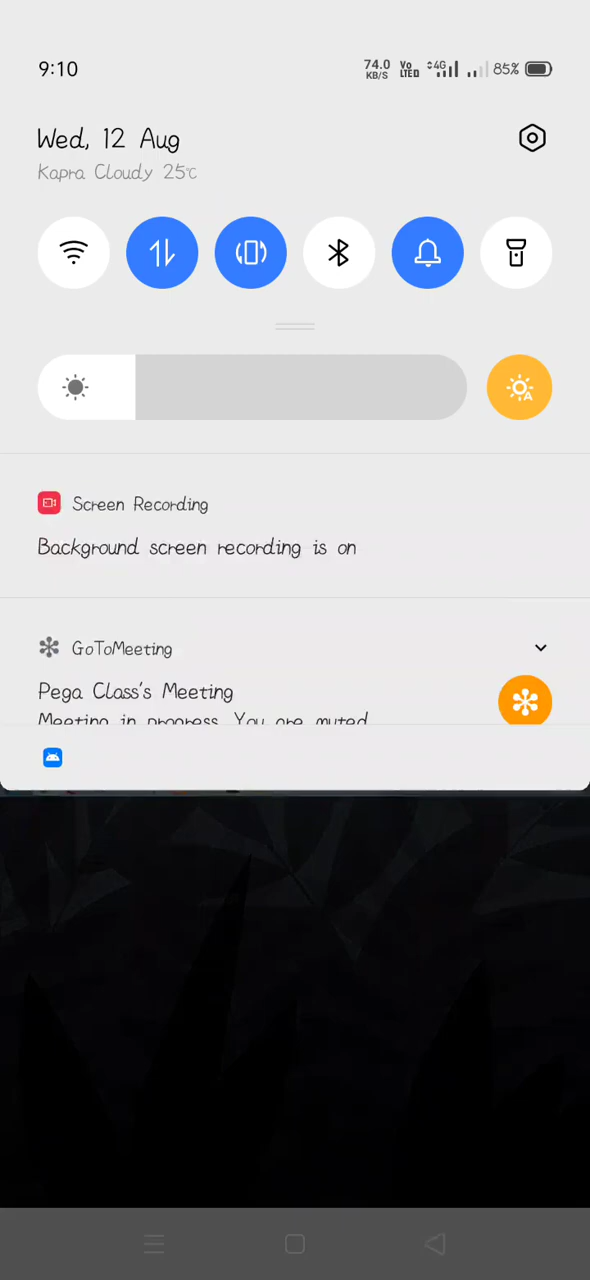 9:10
74.0 KB/S Vo LTED 4G 85%
Wed, 12 Aug
Kapra Cloudy 25°C
A
Screen Recording
Background screen recording is on
GoToMeeting
Pega Class's Meeting
Meeting in progress. You are muted